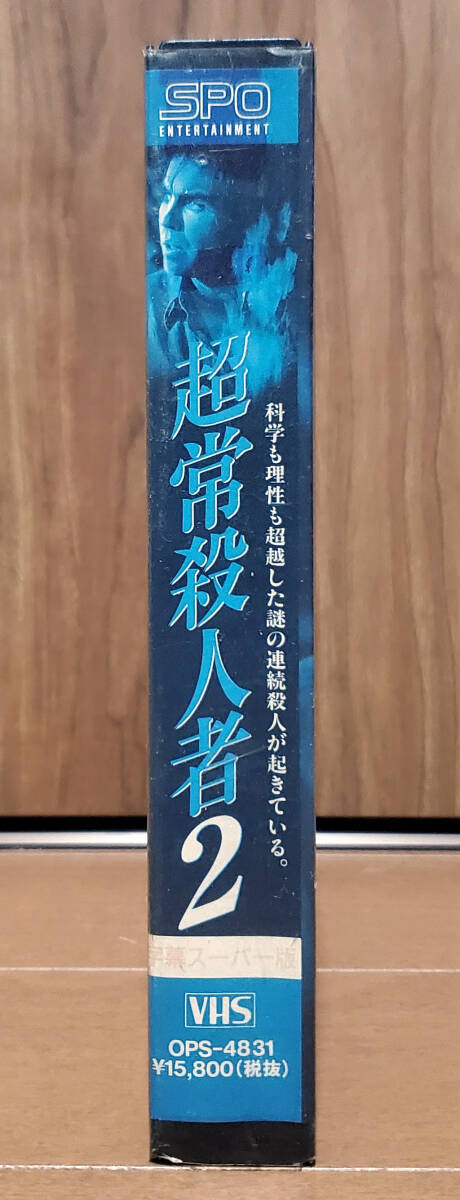 SPO
ENTERTAINMENT
超常殺人者2
科学も理性も超越した謎の連続殺人が起きている。
字幕スーパー版
VHS
OPS-4831
¥15,800(税抜)